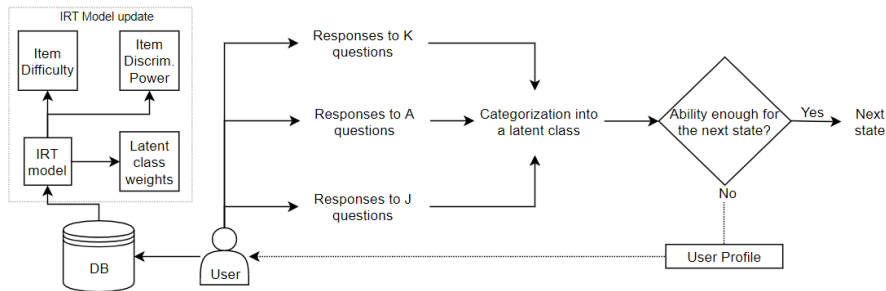 IRT Model update
Item
Difficulty
Item
Discrim.
Power
IRT
model
Latent
class
weights
DB
User
Responses to K
questions
Responses to A
questions
Responses to J
questions
Categorization into
a latent class
Ability enough for
the next state?
Yes
Next
state
No
User Profile